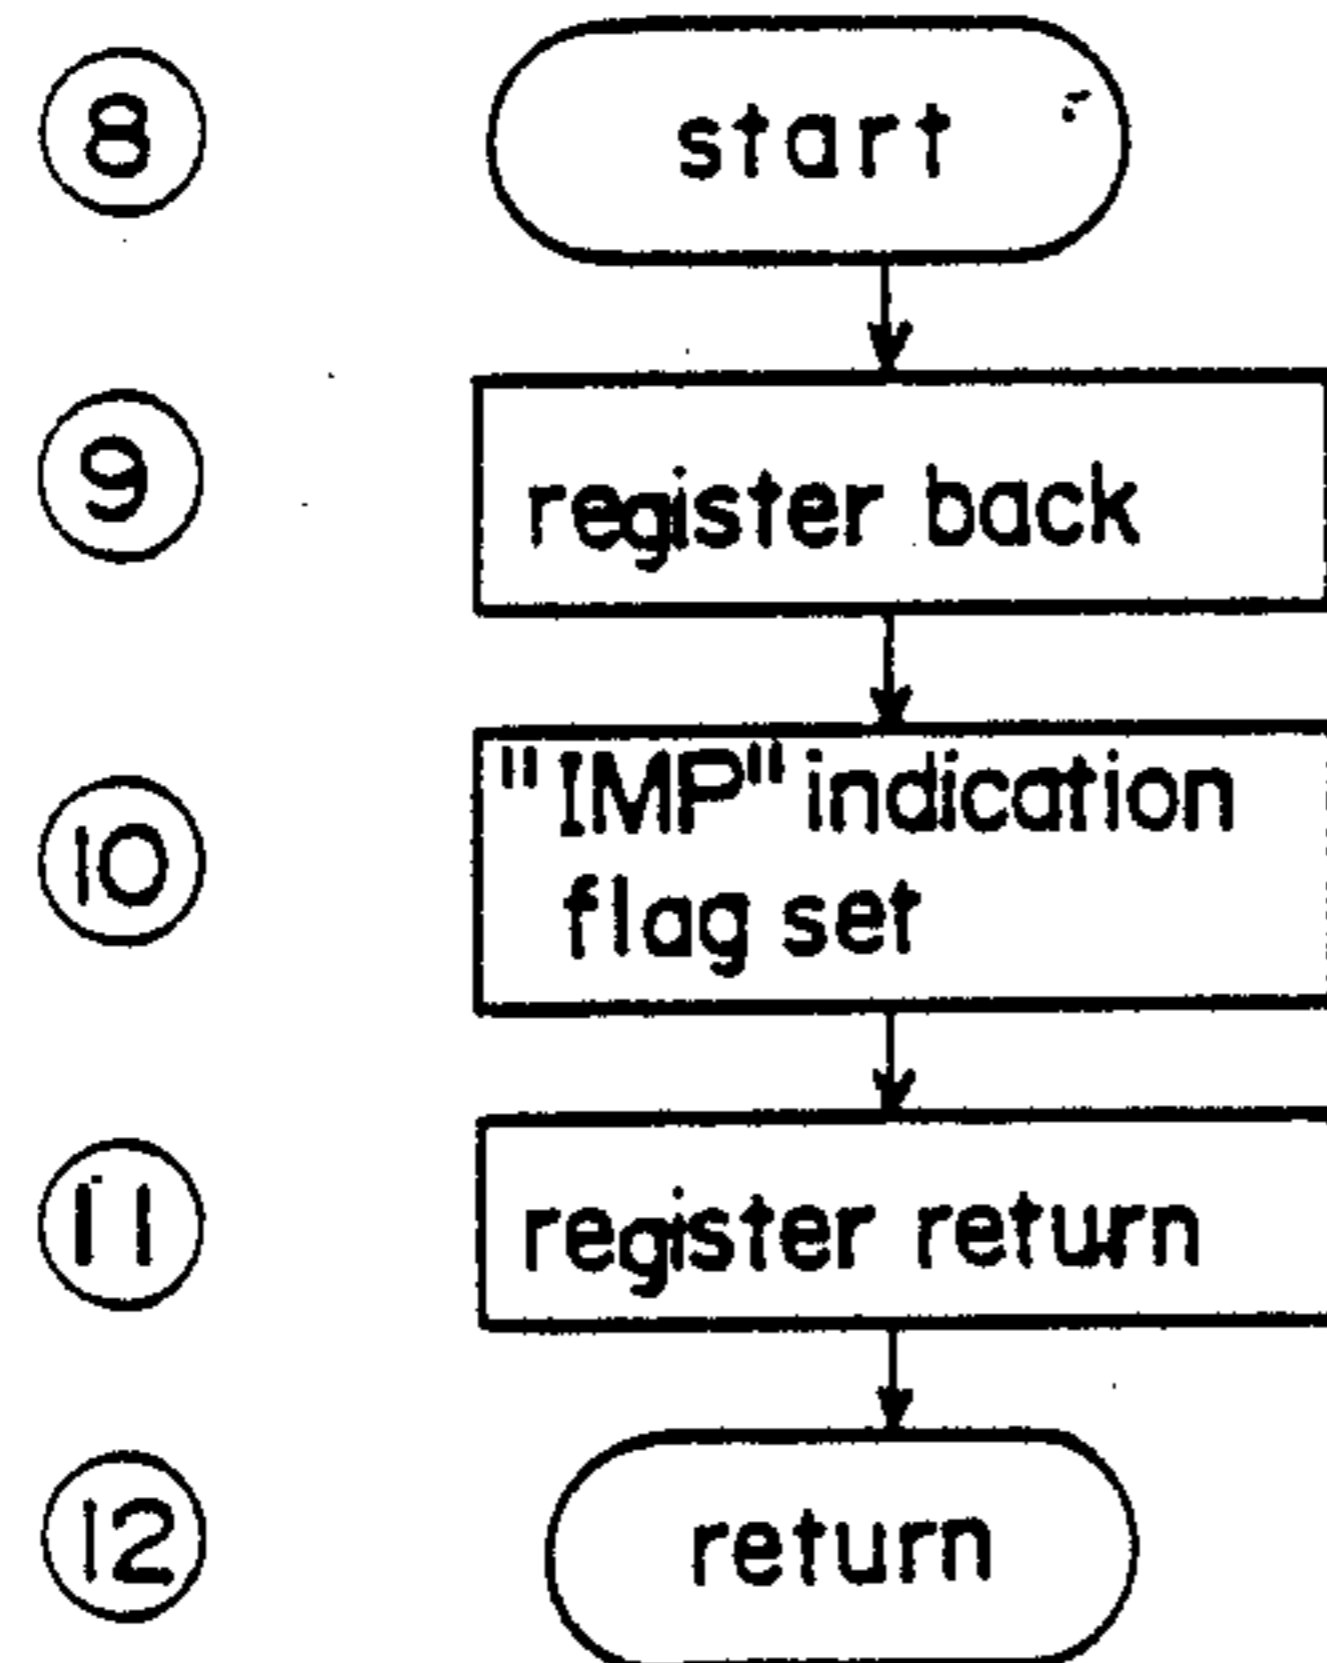 8
start
9
register back
10
"IMP" indication
flag set
11
register return
12
return